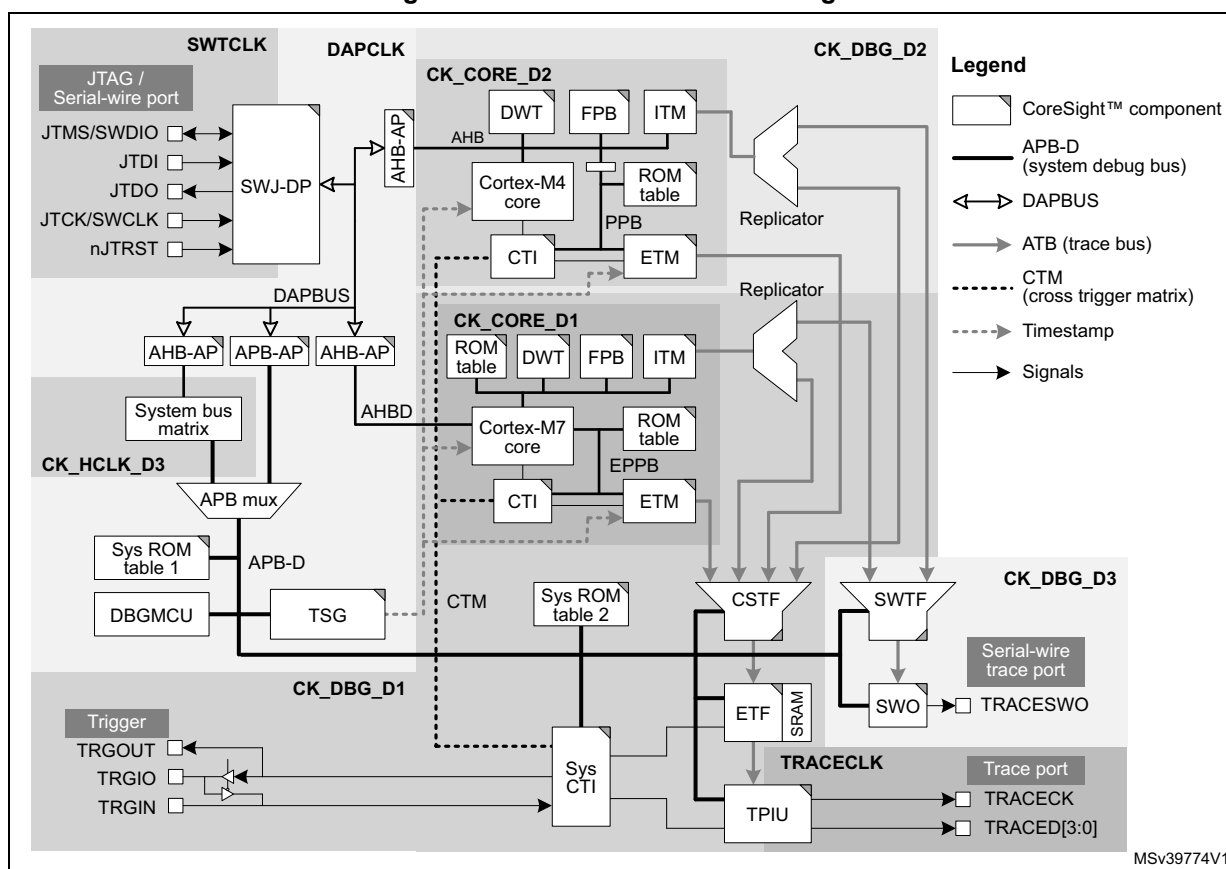 SWTCLK
DAPCLK
CK_DBG_D2
JTAG /
Serial-wire port
JTMS/SWDIO
JTDI
JTDO
JTCK/SWCLK
nJTRST
SWJ-DP
AHB-AP
AHB
CK_CORE_D2
DWT
FPB
ITM
Cortex-M4
core
ROM
table
PPB
CTI
ETM
Replicator
Legend
CoreSight™ component
APB-D
(system debug bus)
DAPBUS
ATB (trace bus)
CTM
(cross trigger matrix)
Timestamp
Signals
DAPBUS
AHB-AP
APB-AP
AHB-AP
System bus
matrix
CK_HCLK_D3
AHBD
APB mux
CK_CORE_D1
ROM
table
DWT
FPB
ITM
Cortex-M7
core
ROM
table
EPPB
CTI
ETM
Replicator
Sys ROM
table 1
APB-D
DBGMCU
TSG
CTM
Sys ROM
table 2
CSTF
SWTF
CK_DBG_D3
Serial-wire
trace port
SWO
TRACESWO
CK_DBG_D1
Trigger
TRGOUT
TRGIO
TRGIN
Sys
CTI
ETF
SRAM
TRACECLK
TPIU
Trace port
TRACECK
TRACED[3:0]
MSv39774V1